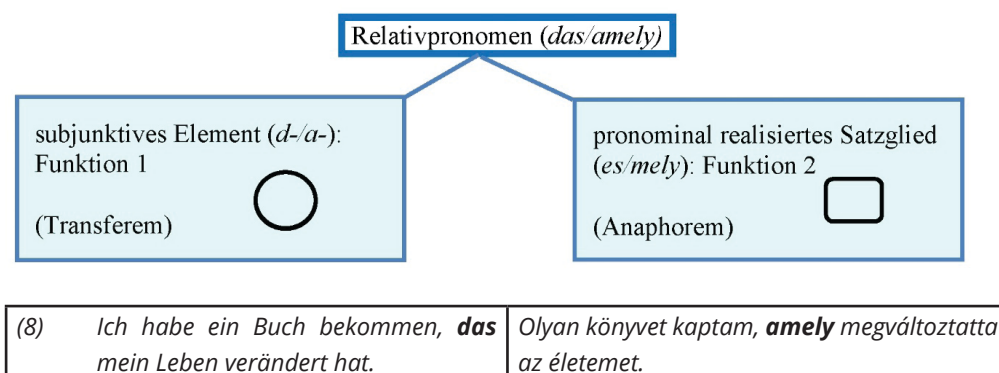 Relativpronomen (das/amely)
subjunktives Element (d-/a-):
Funktion 1
(Transferem)
pronominal realisiertes Satzglied
(es/mely): Funktion 2
(Anaphorem)
(8) Ich habe ein Buch bekommen, das
mein Leben verändert hat.
Olyan könyvet kaptam, amely megváltoztatta
az életemet.